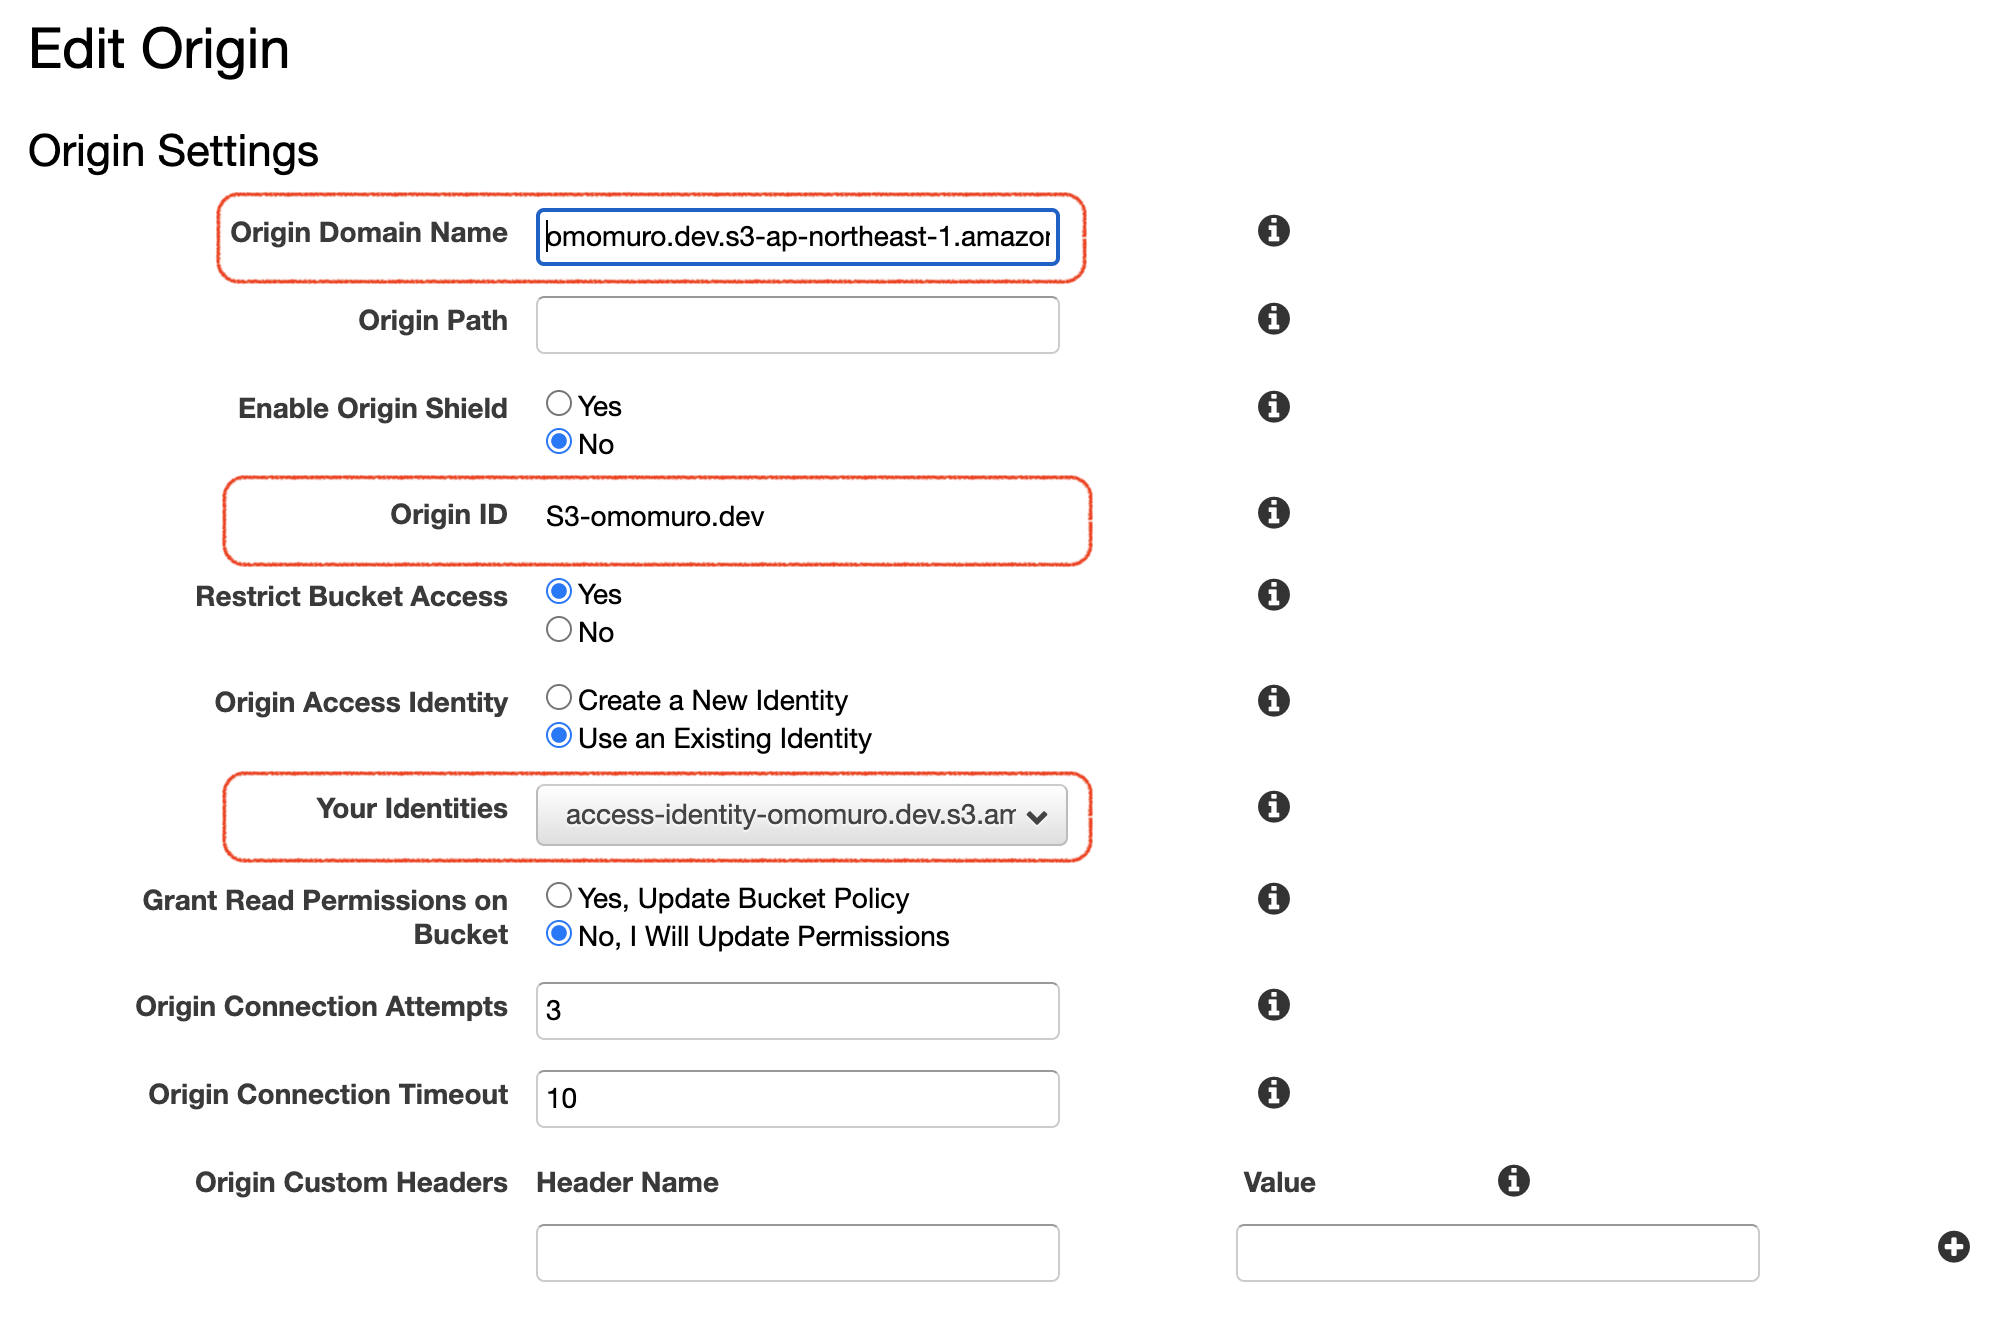 Edit Origin
Origin Settings
Origin Domain Name omomuro.dev.s3-ap-northeast-1.amazon
Origin Path
Enable Origin Shield Yes
No
Origin ID S3-omomuro.dev
Restrict Bucket Access Yes
No
Origin Access Identity Create a New Identity
Use an Existing Identity
Your Identities access-identity-omomuro.dev.s3.am
Grant Read Permissions on Bucket Yes, Update Bucket Policy
No, I Will Update Permissions
Origin Connection Attempts 3
Origin Connection Timeout 10
Origin Custom Headers Header Name Value